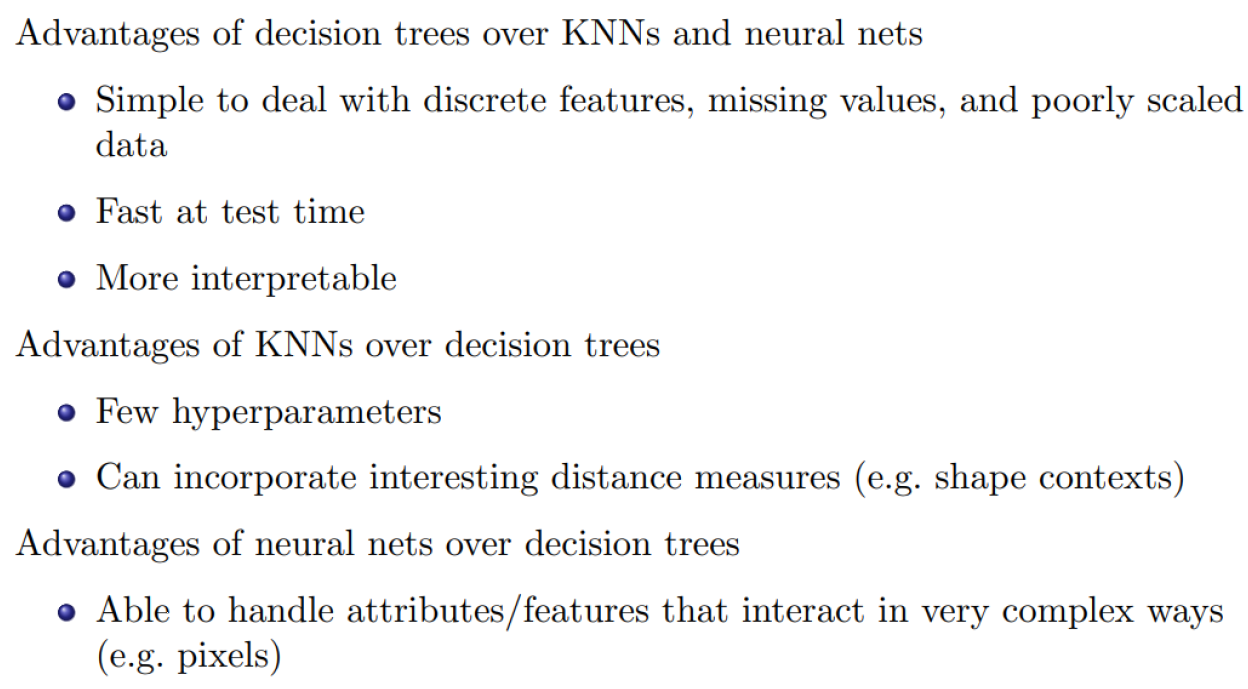 Advantages of decision trees over KNNs and neural nets
Simple to deal with discrete features, missing values, and poorly scaled
data
Fast at test time
More interpretable
Advantages of KNNs over decision trees
Few hyperparameters
Can incorporate interesting distance measures (e.g. shape contexts)
Advantages of neural nets over decision trees
Able to handle attributes/features that interact in very complex ways
(e.g. pixels)